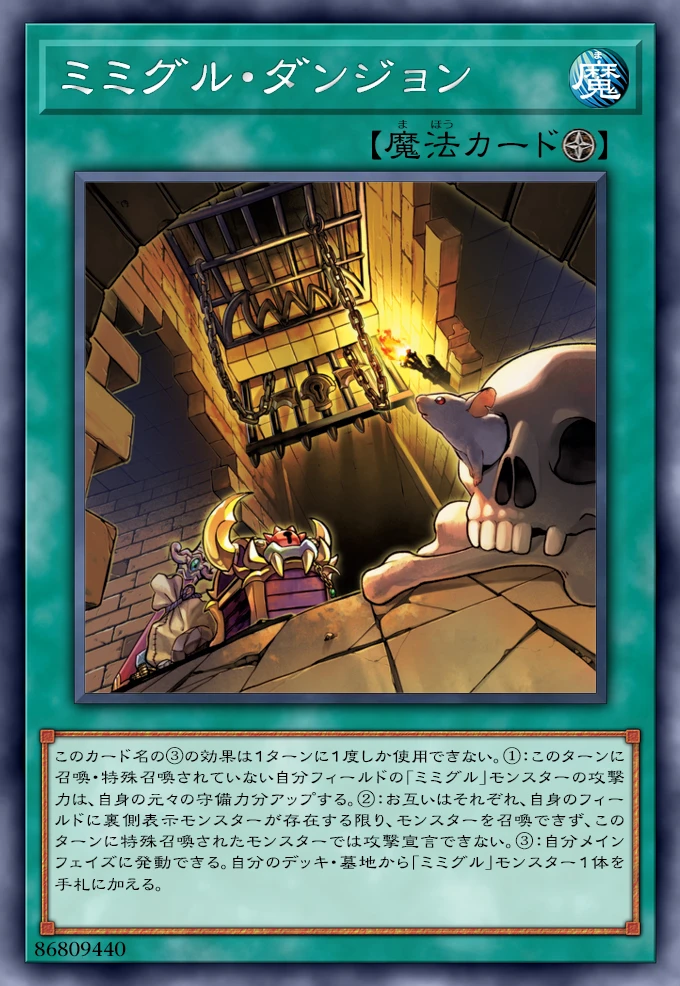 ミミグル・ダンジョン
ま
魔
ま ほう
【魔法カード】
このカード名の③の効果は1ターンに1度しか使用できない。①:このターンに
召喚・特殊召喚されていない自分フィールドの「ミミグル」モンスターの攻撃
力は、自身の元々の守備力分アップする。②:お互いはそれぞれ、自身のフィー
ルドに裏側表示モンスターが存在する限り、モンスターを召喚できず、この
ターンに特殊召喚されたモンスターでは攻撃宣言できない。③:自分メイン
フェイズに発動できる。自分のデッキ・墓地から「ミミグル」モンスター1体を
手札に加える。
86809440